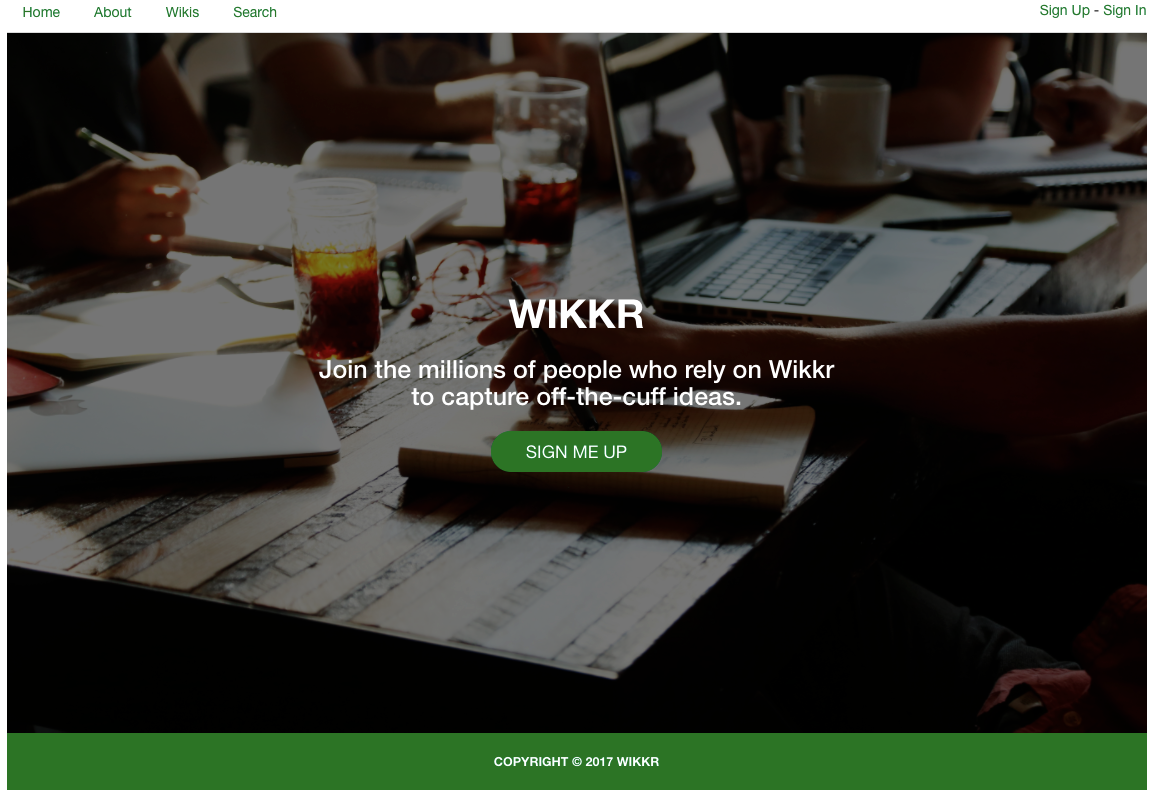 Home About Wikis Search Sign Up - Sign In
WIKKR
Join the millions of people who rely on Wikkr
to capture off-the-cuff ideas.
SIGN ME UP
COPYRIGHT © 2017 WIKKR